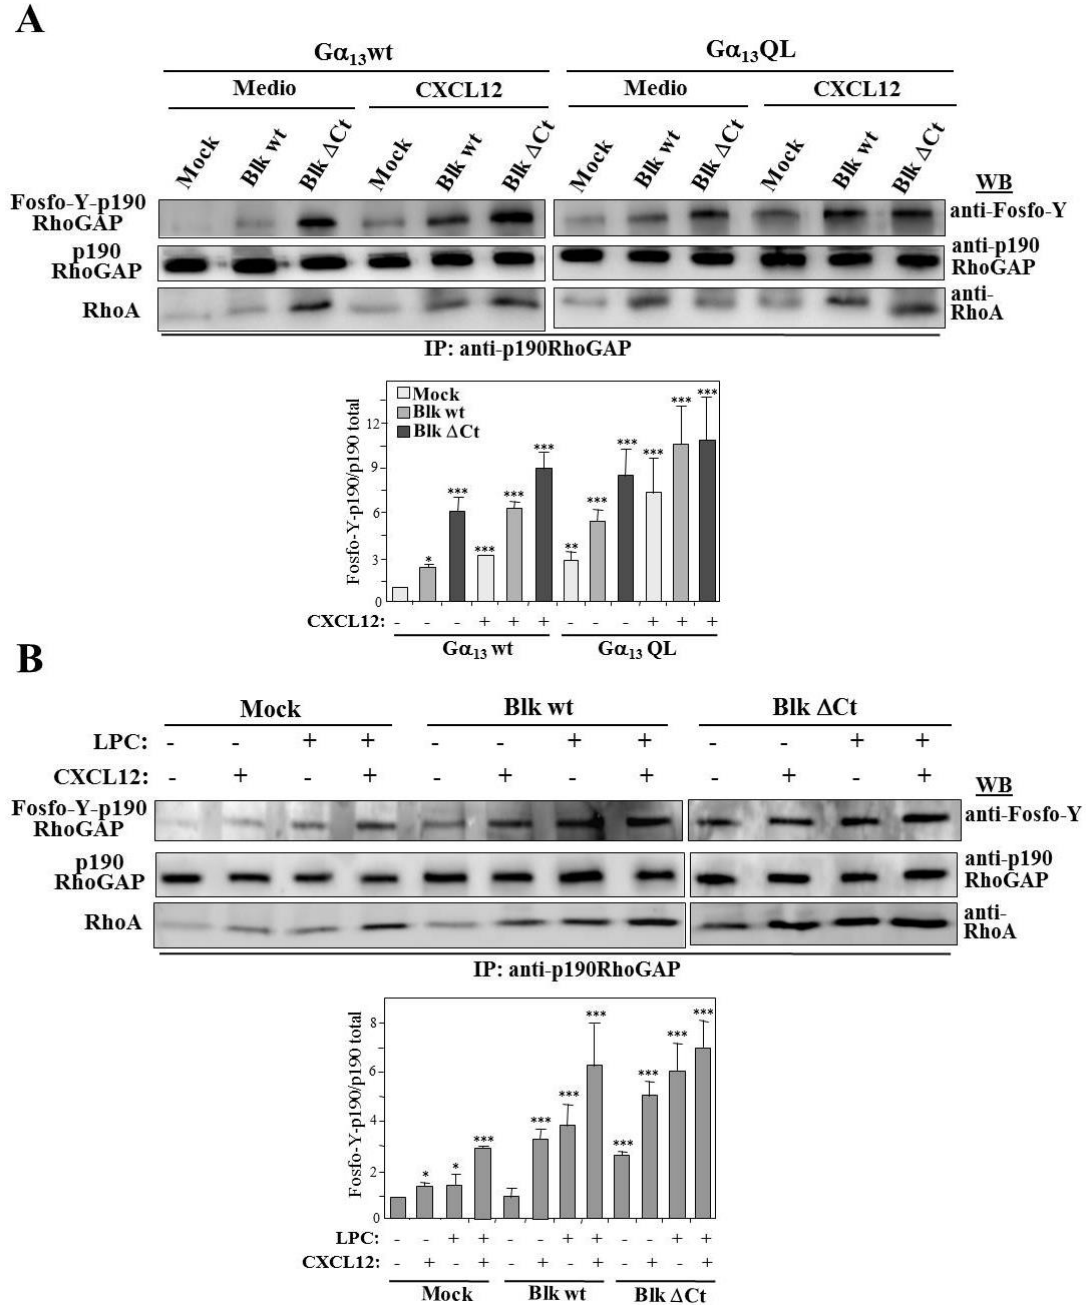 A
Gα13wt Gα13QL
Medio CXCL12 Medio CXCL12
Mock Blk wt Blk ΔCt Mock Blk wt Blk ΔCt Mock Blk wt Blk ΔCt Mock Blk wt Blk ΔCt
WB
Fosfo-Y-p190
RhoGAP
anti-Fosfo-Y
p190
RhoGAP
anti-p190
RhoGAP
RhoA
anti-
RhoA
IP: anti-p190RhoGAP
Mock
Blk wt
Blk ΔCt
Fosfo-Y-p190/p190 total
12
9
6
3
0
* *** *** *** *** ** *** *** *** *** ***
CXCL12: - - - + + + - - - + + +
Gα13 wt Gα13 QL
B
Mock Blk wt Blk ΔCt
LPC: - - + + - - + + - - + +
CXCL12: - + - + - + - + - + - +
WB
Fosfo-Y-p190
RhoGAP
anti-Fosfo-Y
p190
RhoGAP
anti-p190
RhoGAP
RhoA
anti-
RhoA
IP: anti-p190RhoGAP
Fosfo-Y-p190/p190 total
8
6
4
2
0
* * *** *** *** *** *** *** *** ***
LPC: - - + + - - + + - - + +
CXCL12: - + - + - + - + - + - +
Mock Blk wt Blk ΔCt